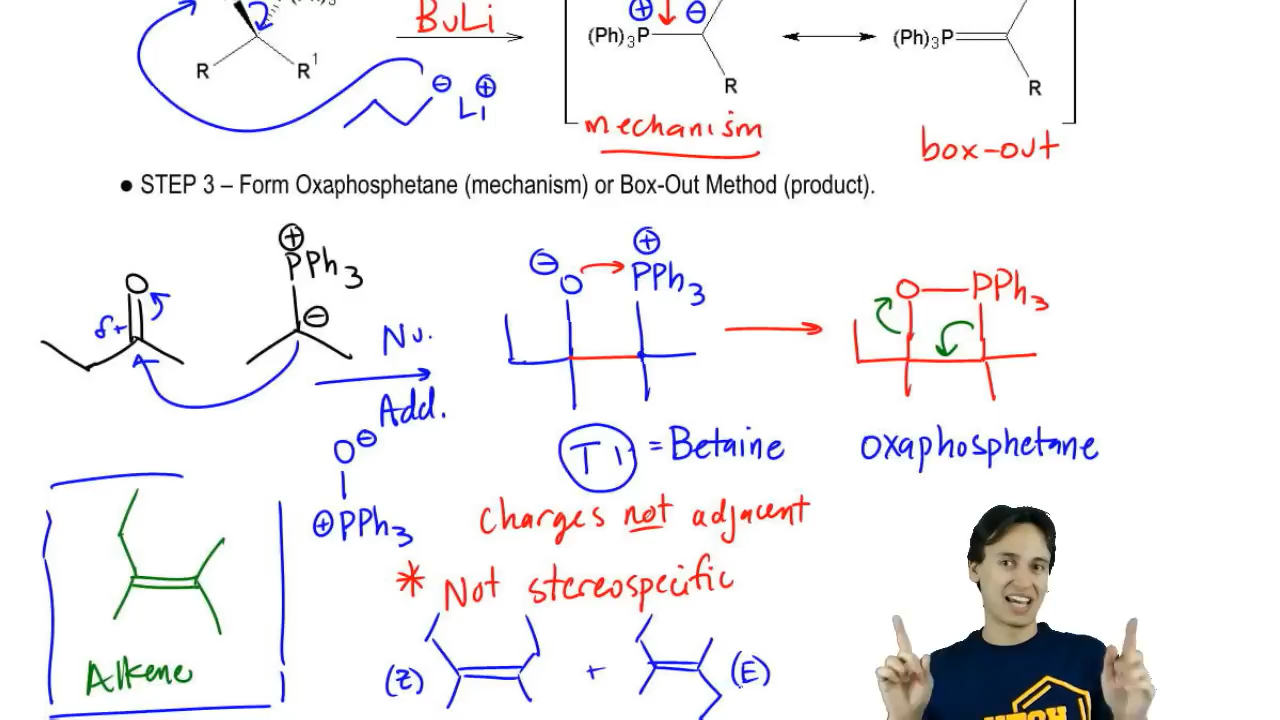 BuLi
⊕ ⊖
(Ph)₃P
(Ph)₃P
R R¹
⊖ Li ⊕
R
R
mechanism
box-out
● STEP 3 – Form Oxaphosphetane (mechanism) or Box-Out Method (product).
⊕
PPh₃
O
δ+
⊖
Nu.
Add.
⊖ O
⊕
PPh₃
O PPh₃
T1 = Betaine
oxaphosphetane
O⊖
⊕PPh₃
Charges not adjacent
* Not stereospecific
Alkene
(Z) + (E)